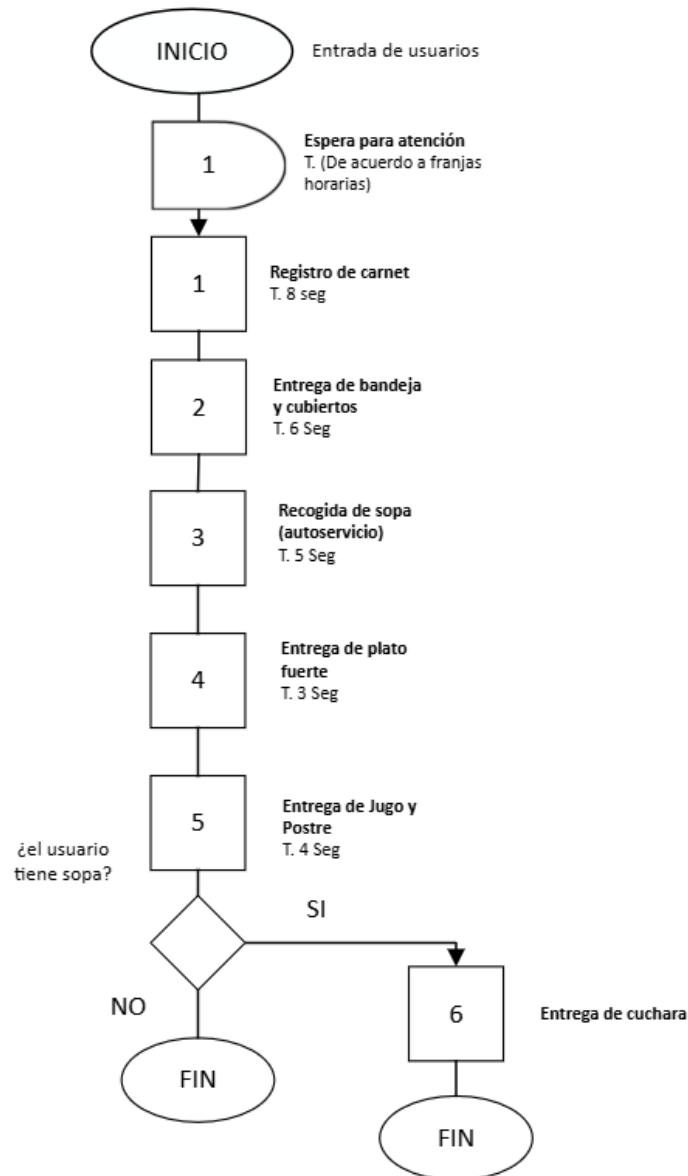 INICIO
Entrada de usuarios
1
Espera para atención
T. (De acuerdo a franjas
horarias)
1
Registro de carnet
T. 8 seg
2
Entrega de bandeja
y cubiertos
T. 6 Seg
3
Recogida de sopa
(autoservicio)
T. 5 Seg
4
Entrega de plato
fuerte
T. 3 Seg
5
Entrega de Jugo y
Postre
T. 4 Seg
¿el usuario
tiene sopa?
SI
NO
6
Entrega de cuchara
FIN
FIN